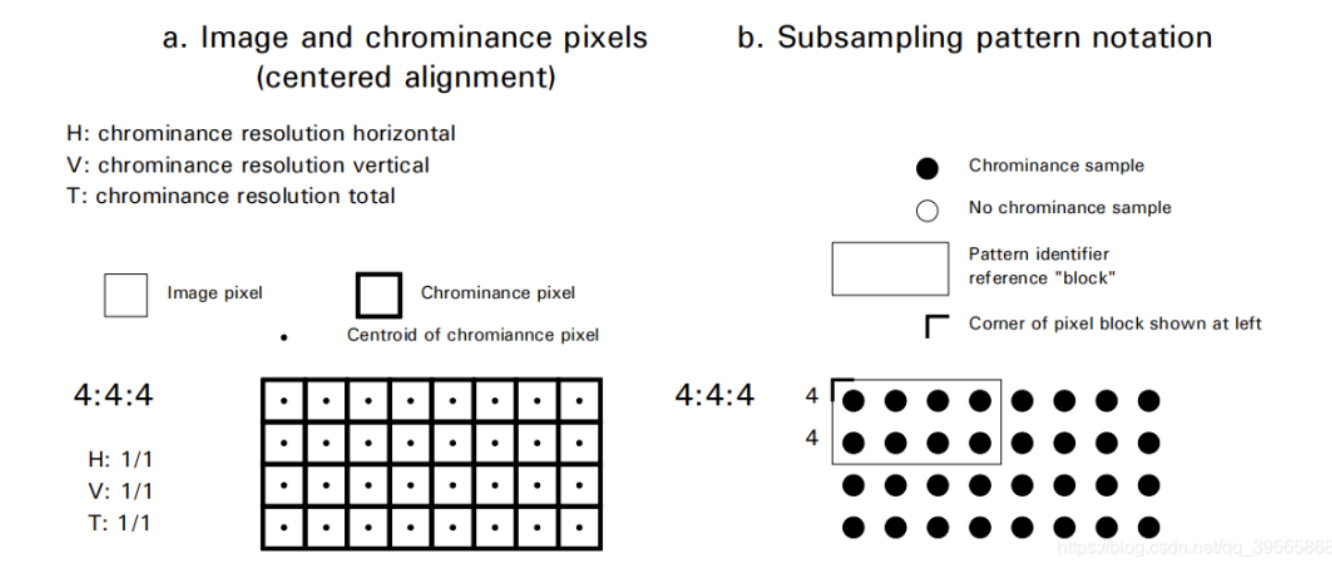 a. Image and chrominance pixels
(centered alignment)
b. Subsampling pattern notation
H: chrominance resolution horizontal
V: chrominance resolution vertical
T: chrominance resolution total
Chrominance sample
No chrominance sample
Pattern identifier
reference "block"
Corner of pixel block shown at left
Image pixel
Chrominance pixel
Centroid of chromiannce pixel
4:4:4
H: 1/1
V: 1/1
T: 1/1
4:4:4
4
4
https://blog.csdn.net/qq_39565868